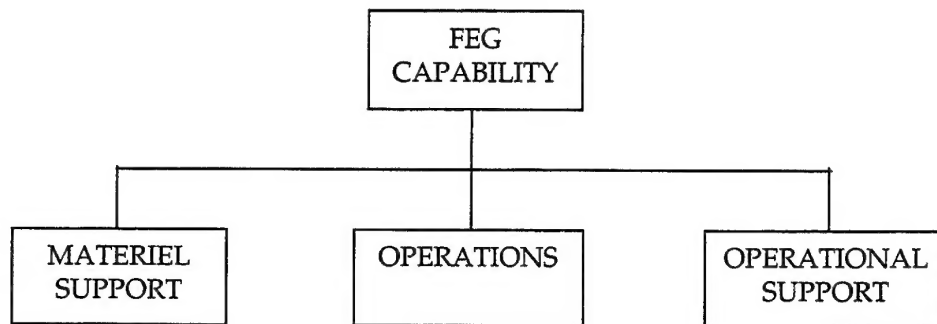 FEG
CAPABILITY
MATERIEL
SUPPORT
OPERATIONS
OPERATIONAL
SUPPORT